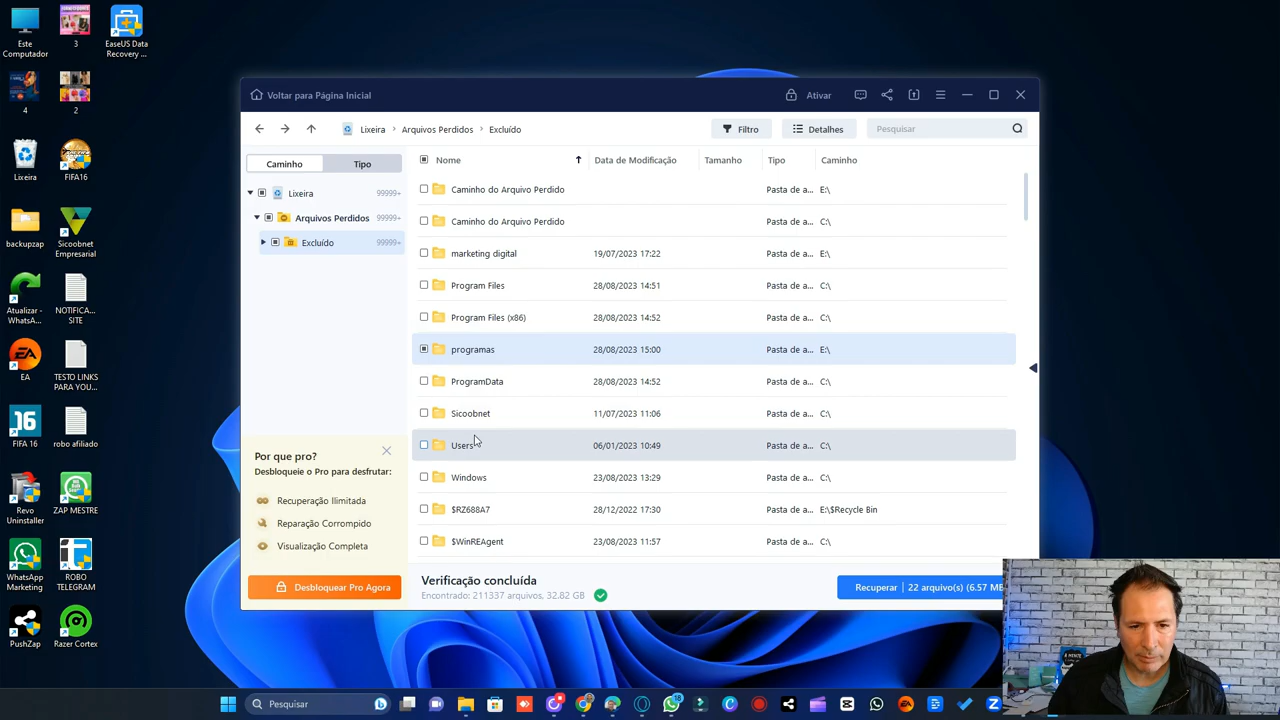 Este
Computador
3
EaseUS Data
Recovery ...
4
2
Lixeira
FIFA16
backupzap
Sicoobnet
Empresarial
Atualizar -
WhatsA...
NOTIFICA...
SITE
EA
TESTO LINKS
PARA YOU...
FIFA 16
robo afiliado
Revo
Uninstaller
ZAP MESTRE
WhatsApp
Marketing
ROBO
TELEGRAM
PushZap
Razer Cortex
Voltar para Página Inicial
Ativar
Lixeira > Arquivos Perdidos > Excluído
Filtro
Detalhes
Pesquisar
Caminho
Tipo
Lixeira 99999+
Arquivos Perdidos 99999+
Excluído 99999+
Nome Data de Modificação Tamanho Tipo Caminho
Caminho do Arquivo Perdido Pasta de a... E:\
Caminho do Arquivo Perdido Pasta de a... C:\
marketing digital 19/07/2023 17:22 Pasta de a... E:\
Program Files 28/08/2023 14:51 Pasta de a... C:\
Program Files (x86) 28/08/2023 14:52 Pasta de a... C:\
programas 28/08/2023 15:00 Pasta de a... E:\
ProgramData 28/08/2023 14:52 Pasta de a... C:\
Sicoobnet 11/07/2023 11:06 Pasta de a... C:\
Users 06/01/2023 10:49 Pasta de a... C:\
Windows 23/08/2023 13:29 Pasta de a... C:\
$RZ688A7 28/12/2022 17:30 Pasta de a... E:\$Recycle Bin
$WinREAgent 23/08/2023 11:57 Pasta de a... C:\
Por que pro?
Desbloqueie o Pro para desfrutar:
Recuperação Ilimitada
Reparação Corrompido
Visualização Completa
Desbloquear Pro Agora
Verificação concluída
Encontrado: 211337 arquivos, 32.82 GB
Recuperar | 22 arquivo(s) (6.57 ME
A MENTE
Pesquisar
18